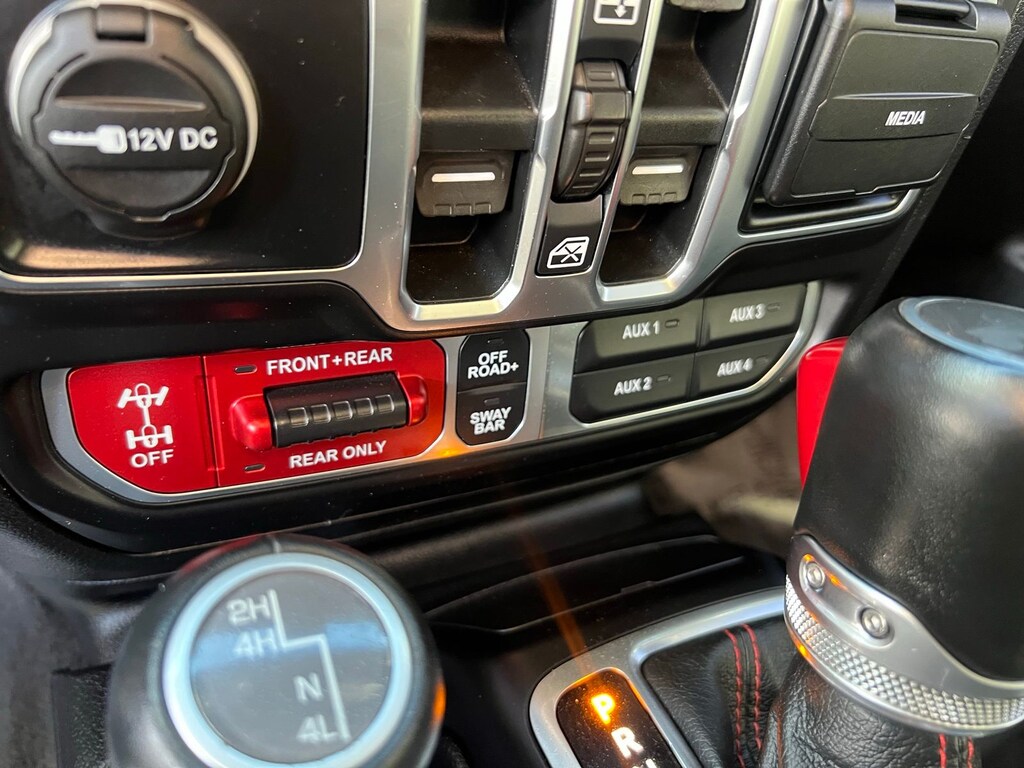 12V DC
MEDIA
FRONT+REAR
OFF
REAR ONLY
OFF
ROAD+
SWAY
BAR
AUX 1
AUX 3
AUX 2
AUX 4
2H
4H
N
4L
P
R